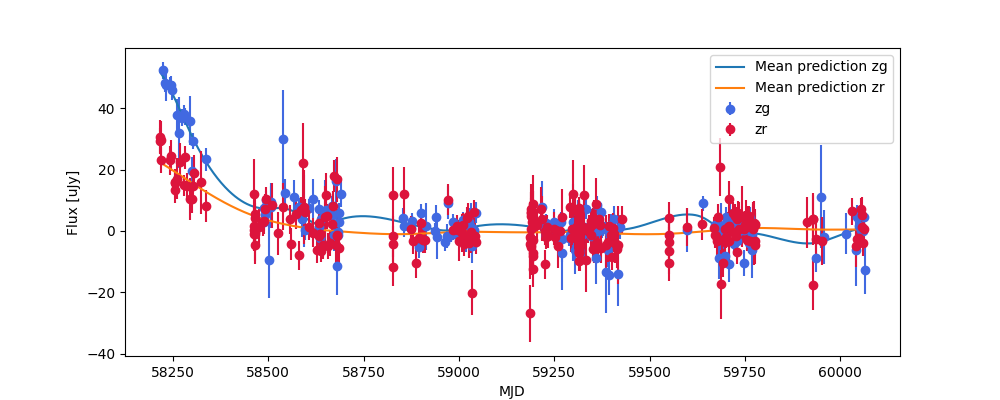 Mean prediction zg
Mean prediction zr
zg
zr
Flux [uJy]
40
20
0
−20
−40
58250
58500
58750
59000
59250
59500
59750
60000
MJD